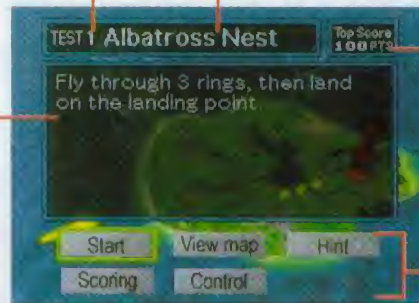 TEST 1 Albatross Nest
Top Score
100 PTS
Fly through 3 rings, then land
on the landing point.
Start View map Hint
Scoring Control